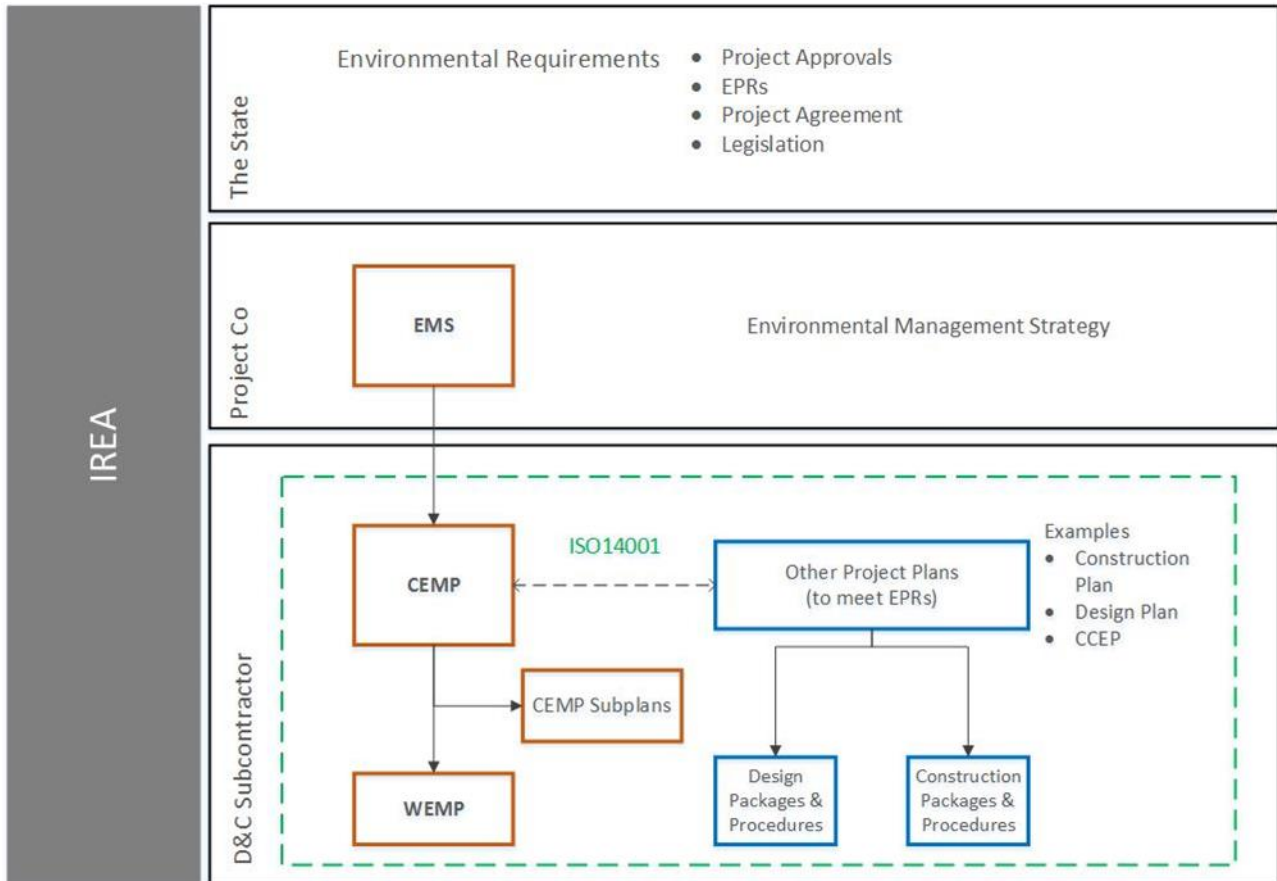 IREA
The State
Environmental Requirements
• Project Approvals
• EPRs
• Project Agreement
• Legislation
Project Co
EMS
Environmental Management Strategy
D&C Subcontractor
CEMP
ISO14001
Other Project Plans
(to meet EPRs)
Examples
• Construction
Plan
• Design Plan
• CCEP
CEMP Subplans
WEMP
Design
Packages &
Procedures
Construction
Packages &
Procedures